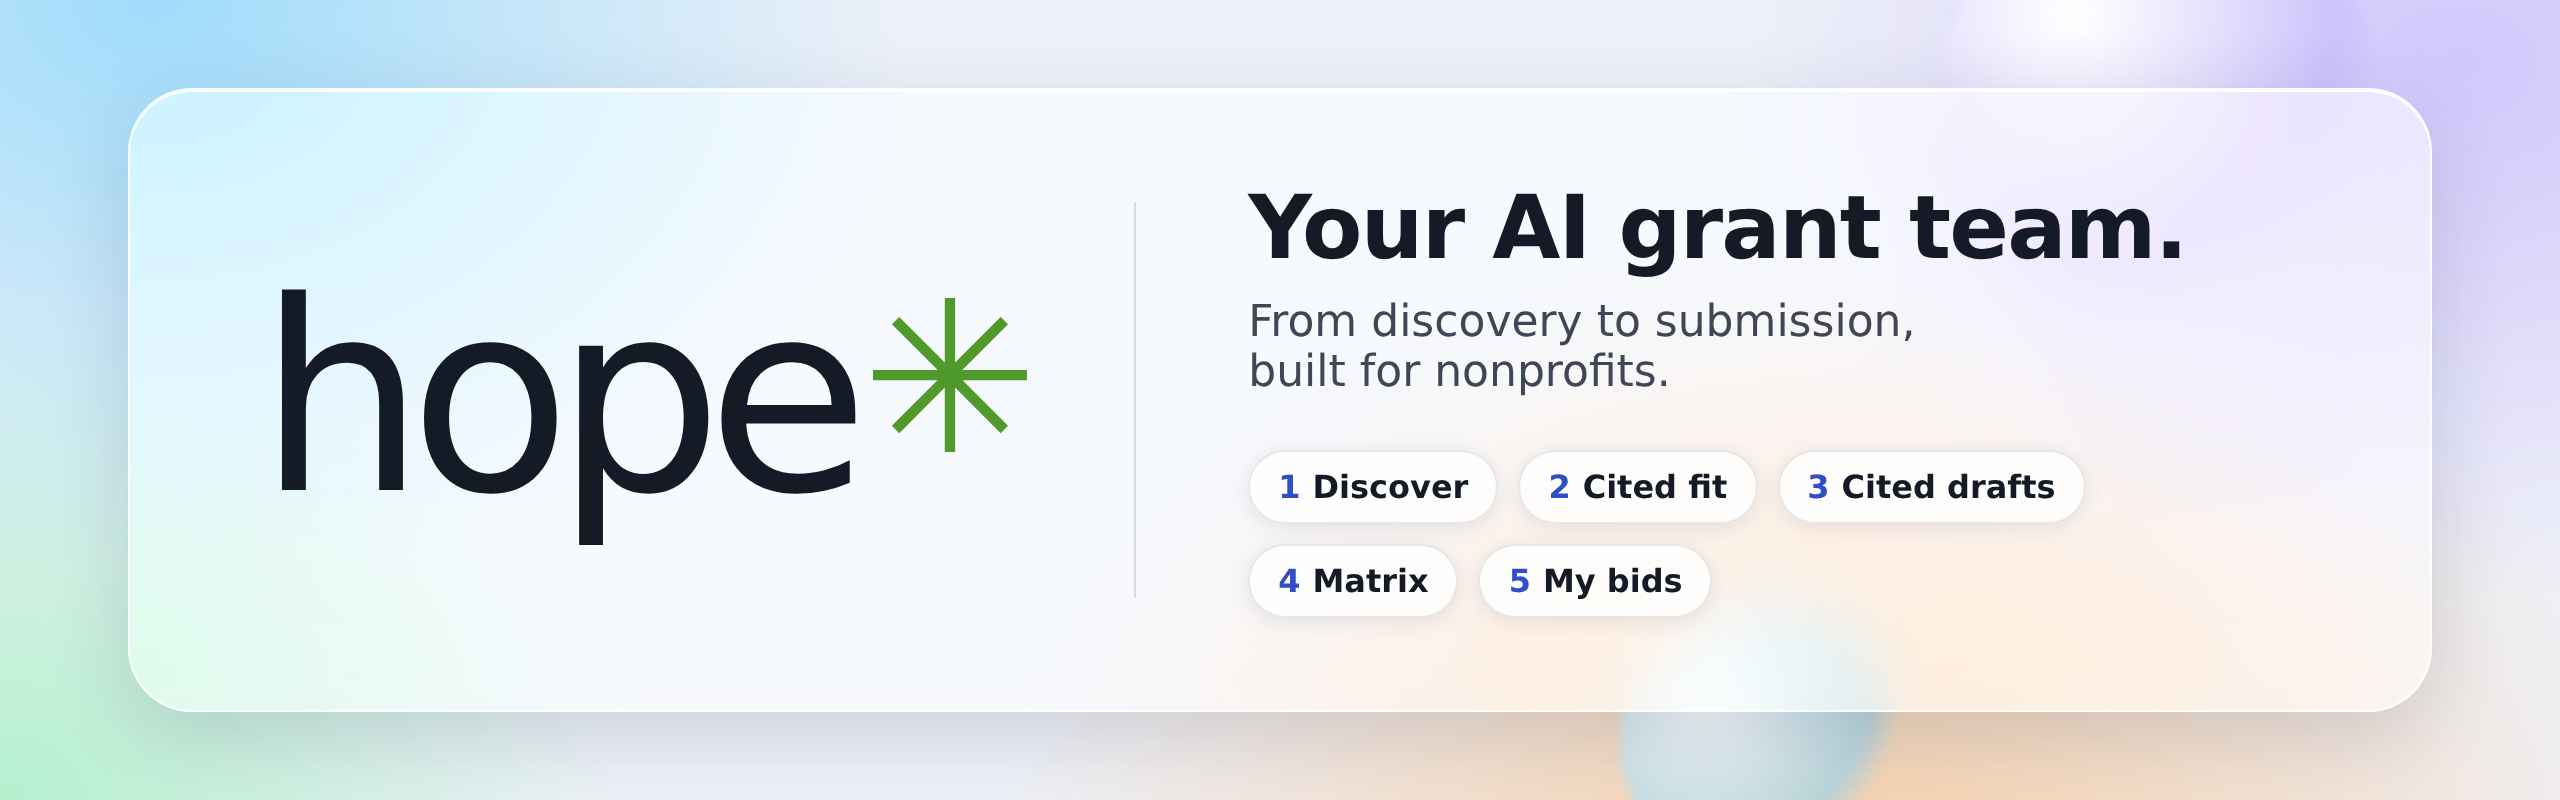 hope
Your AI grant team.
From discovery to submission,
built for nonprofits.
1 Discover
2 Cited fit
3 Cited drafts
4 Matrix
5 My bids